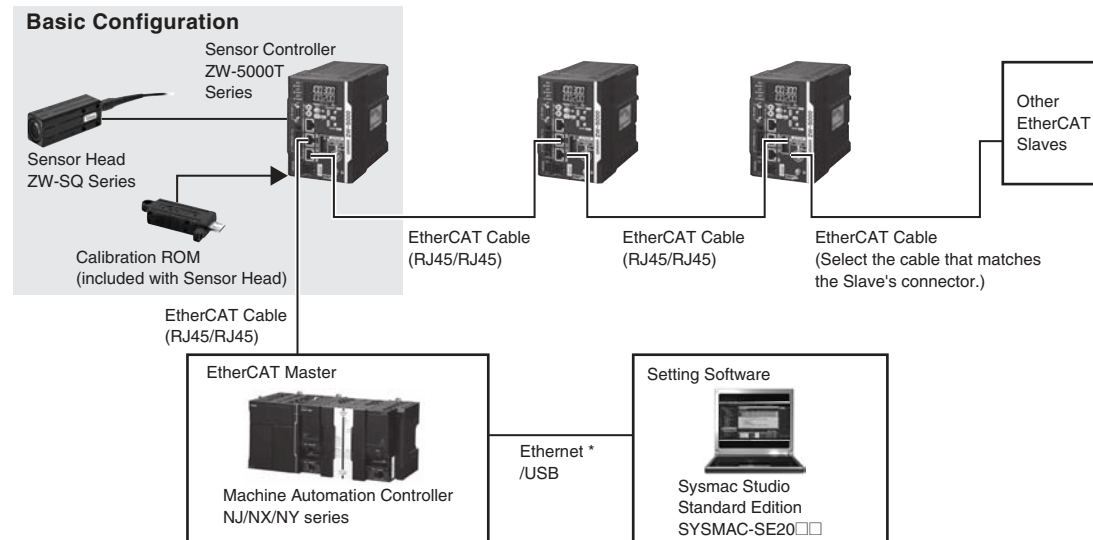 Basic Configuration
Sensor Controller
ZW-5000T
Series
Sensor Head
ZW-SQ Series
Calibration ROM
(included with Sensor Head)
Other
EtherCAT
Slaves
EtherCAT Cable
(RJ45/RJ45)
EtherCAT Cable
(RJ45/RJ45)
EtherCAT Cable
(Select the cable that matches
the Slave's connector.)
EtherCAT Cable
(RJ45/RJ45)
EtherCAT Master
Machine Automation Controller
NJ/NX/NY series
Ethernet *
/USB
Setting Software
Sysmac Studio
Standard Edition
SYSMAC-SE20□□